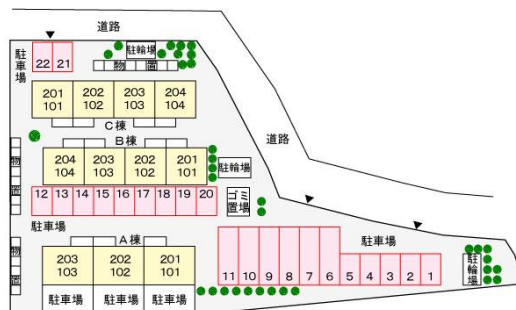 道路
駐車場
22 21
駐輪場
物 置
201 202 203 204
101 102 103 104
C棟
道路
B棟
204 203 202 201
104 103 102 101
駐輪場
物置
12 13 14 15 16 17 18 19 20
ゴミ置場
駐車場
A棟
駐車場
203 202 201
103 102 101
物置
11 10 9 8 7 6 5 4 3 2 1
駐輪場
駐車場 駐車場 駐車場